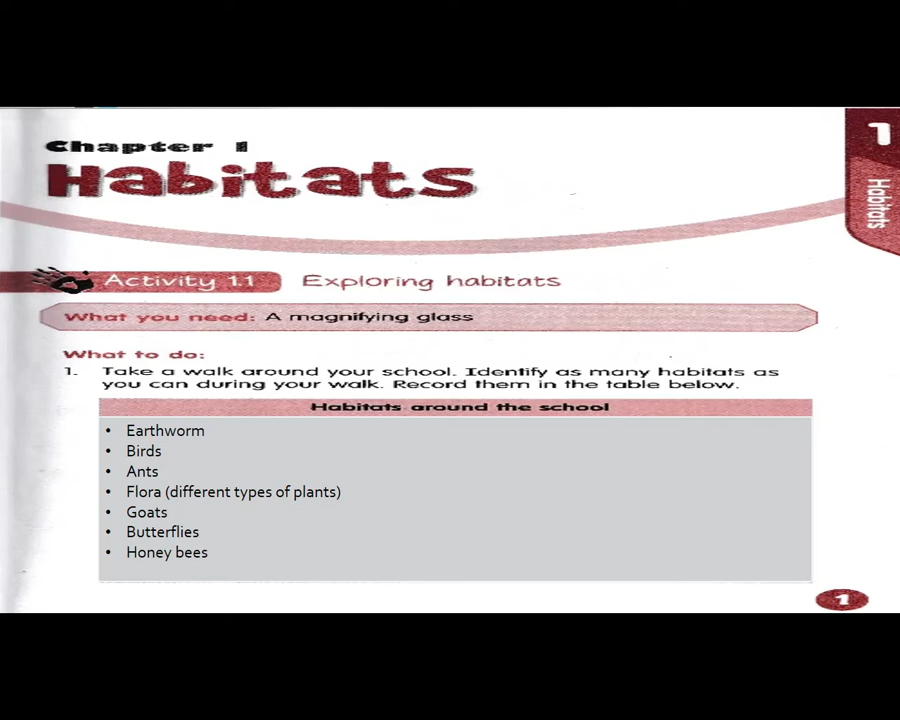 Chapter 1
Habitats
1
Habitats
Activity 1.1 Exploring habitats
What you need: A magnifying glass
What to do:
1. Take a walk around your school. Identify as many habitats as
you can during your walk. Record them in the table below.
Habitats around the school
• Earthworm
• Birds
• Ants
• Flora (different types of plants)
• Goats
• Butterflies
• Honey bees
1